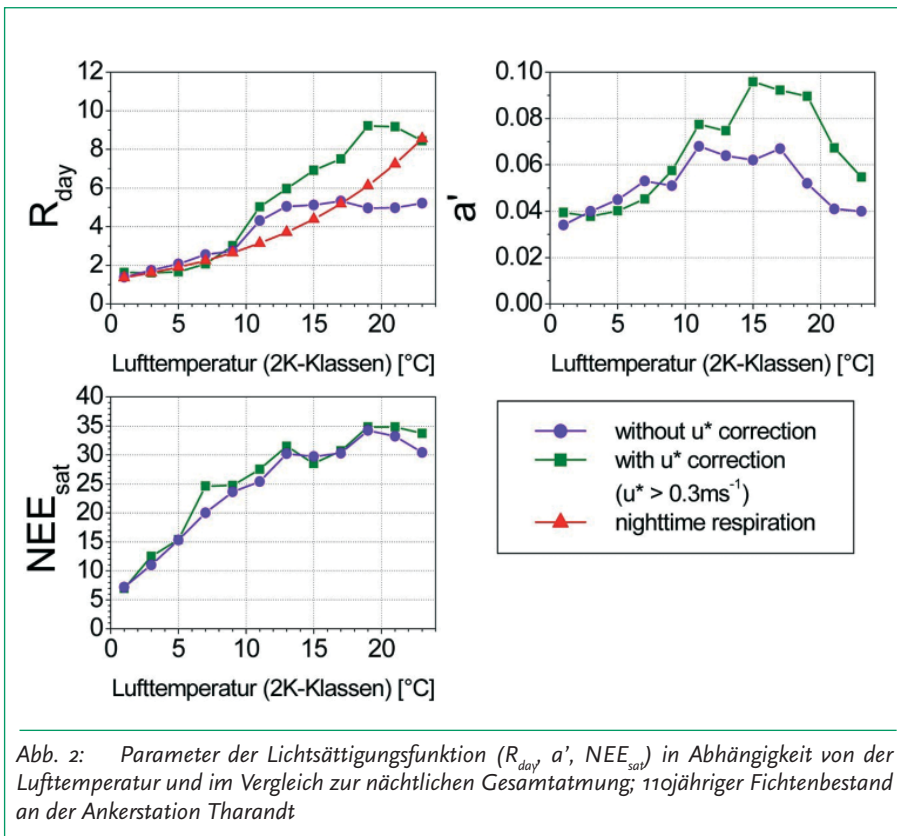 12
10
8
6
4
2
0
R_day
0 5 10 15 20
Lufttemperatur (2K-Klassen) [°C]
0.10
0.08
0.06
0.04
0.02
0.00
a'
0 5 10 15 20
Lufttemperatur (2K-Klassen) [°C]
40
35
30
25
20
15
10
5
0
NEE_sat
0 5 10 15 20
Lufttemperatur (2K-Klassen) [°C]
without u* correction
with u* correction
(u* > 0.3ms⁻¹)
nighttime respiration
Abb. 2: Parameter der Lichtsättigungsfunktion (R_day, a', NEE_sat) in Abhängigkeit von der
Lufttemperatur und im Vergleich zur nächtlichen Gesamtatmung; 110jähriger Fichtenbestand
an der Ankerstation Tharandt